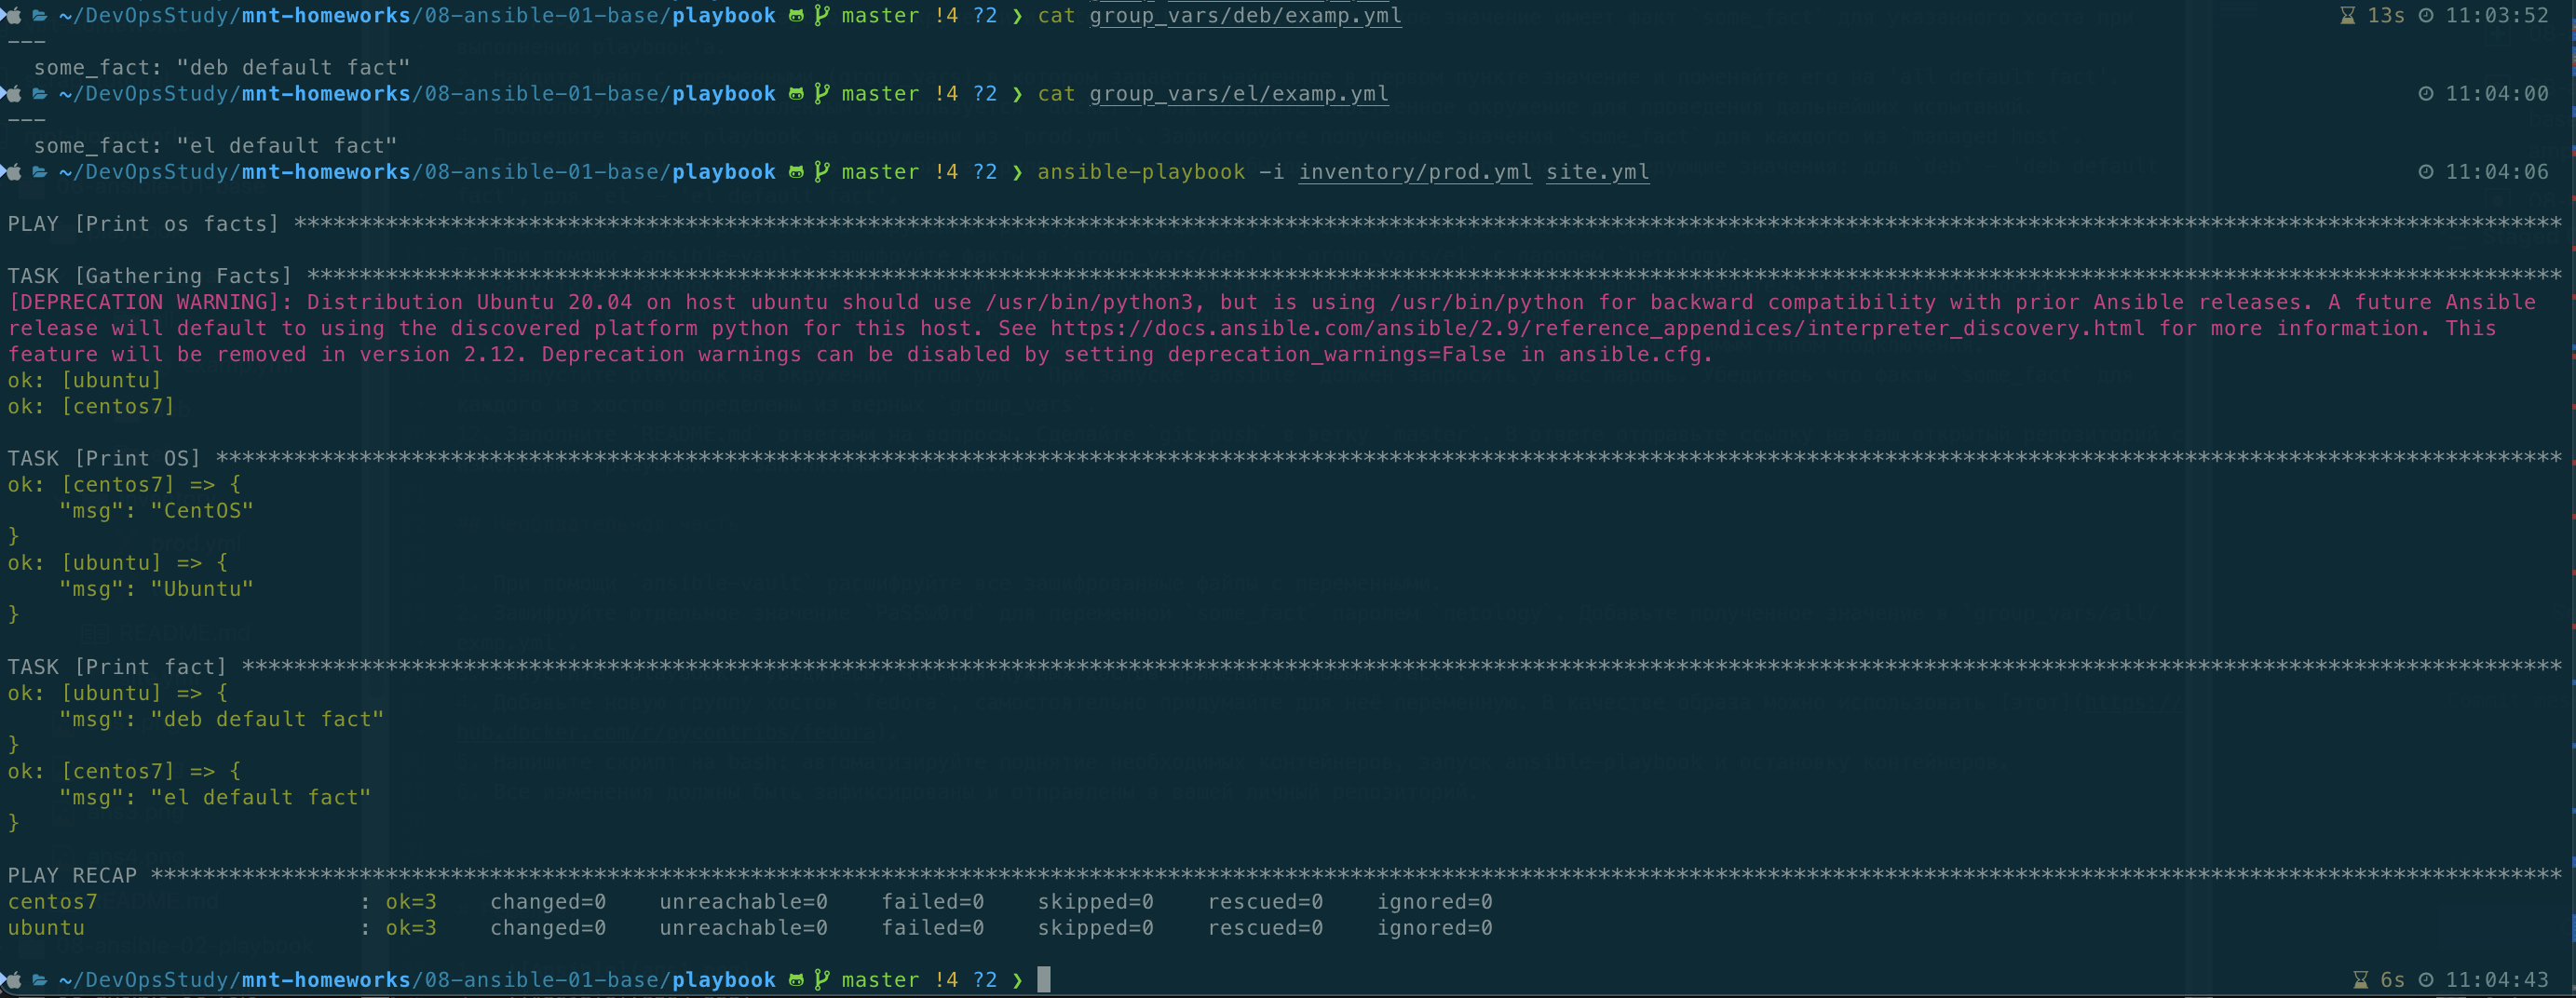 ~/DevOpsStudy/mnt-homeworks/08-ansible-01-base/playbook master !4 ?2 ❯ cat group_vars/deb/examp.yml 13s 11:03:52
---
  some_fact: "deb default fact"
~/DevOpsStudy/mnt-homeworks/08-ansible-01-base/playbook master !4 ?2 ❯ cat group_vars/el/examp.yml 11:04:00
---
  some_fact: "el default fact"
~/DevOpsStudy/mnt-homeworks/08-ansible-01-base/playbook master !4 ?2 ❯ ansible-playbook -i inventory/prod.yml site.yml 11:04:06
PLAY [Print os facts] ******************************************************************************************************************************************************************************
TASK [Gathering Facts] *****************************************************************************************************************************************************************************
[DEPRECATION WARNING]: Distribution Ubuntu 20.04 on host ubuntu should use /usr/bin/python3, but is using /usr/bin/python for backward compatibility with prior Ansible releases. A future Ansible
release will default to using the discovered platform python for this host. See https://docs.ansible.com/ansible/2.9/reference_appendices/interpreter_discovery.html for more information. This
feature will be removed in version 2.12. Deprecation warnings can be disabled by setting deprecation_warnings=False in ansible.cfg.
ok: [ubuntu]
ok: [centos7]
TASK [Print OS] ************************************************************************************************************************************************************************************
ok: [centos7] => {
    "msg": "CentOS"
}
ok: [ubuntu] => {
    "msg": "Ubuntu"
}
TASK [Print fact] **********************************************************************************************************************************************************************************
ok: [ubuntu] => {
    "msg": "deb default fact"
}
ok: [centos7] => {
    "msg": "el default fact"
}
PLAY RECAP *****************************************************************************************************************************************************************************************
centos7                    : ok=3    changed=0    unreachable=0    failed=0    skipped=0    rescued=0    ignored=0
ubuntu                     : ok=3    changed=0    unreachable=0    failed=0    skipped=0    rescued=0    ignored=0
~/DevOpsStudy/mnt-homeworks/08-ansible-01-base/playbook master !4 ?2 ❯ 6s 11:04:43